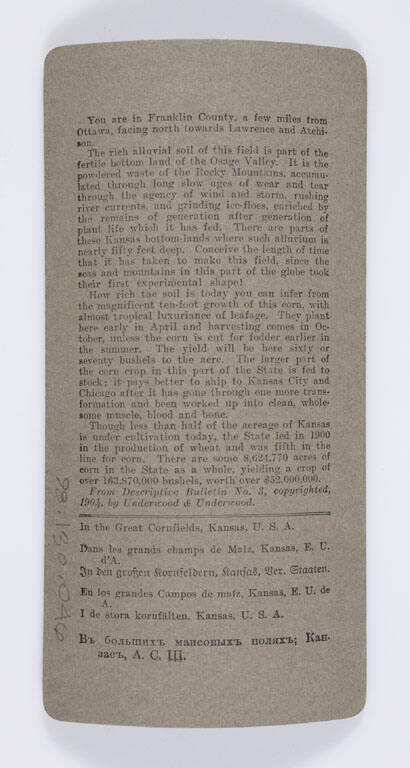 You are in Franklin County, a few miles from
Ottawa, facing north towards Lawrence and Atchi-
son.
The rich alluvial soil of this field is part of the
fertile bottom land of the Osage Valley. It is the
powdered waste of the Rocky Mountains, accumu-
lated through long slow ages of wear and tear
through the agency of wind and storm, rushing
river currents, and grinding ice-floes, enriched by
the remains of generation after generation of
plant life which it has fed. There are parts of
these Kansas bottom-lands where such alluvium is
nearly fifty feet deep. Conceive the length of time
that it has taken to make this field, since the
seas and mountains in this part of the globe took
their first experimental shape!
How rich the soil is today you can infer from
the magnificent ten-foot growth of this corn, with
almost tropical luxuriance of leafage. They plant
here early in April and harvesting comes in Oc-
tober, unless the corn is cut for fodder earlier in
the summer. The yield will be here sixty or
seventy bushels to the acre. The larger part of
the corn crop in this part of the State is fed to
stock; it pays better to ship to Kansas City and
Chicago after it has gone through one more trans-
formation and been worked up into clean, whole-
some muscle, blood and bone.
Though less than half of the acreage of Kansas
is under cultivation today, the State led in 1900
in the production of wheat and was fifth in the
line for corn. There are some 8,624,770 acres of
corn in the State as a whole, yielding a crop of
over 163,870,000 bushels, worth over $52,000,000.
From Descriptive Bulletin No. 3, copyrighted,
1904, by Underwood & Underwood.
In the Great Cornfields, Kansas, U. S. A.
Dans les grands champs de Maïz, Kansas, E. U.
d'A.
In den großen Kornfeldern, Kansas, Ver. Staaten.
En los grandes Campos de maíz, Kansas, E. U. de
A.
I de stora kornfälten, Kansas, U. S. A.
Въ большихъ маисовыхъ поляхъ; Кан-
засъ, А. С. Ш.
98.180.046